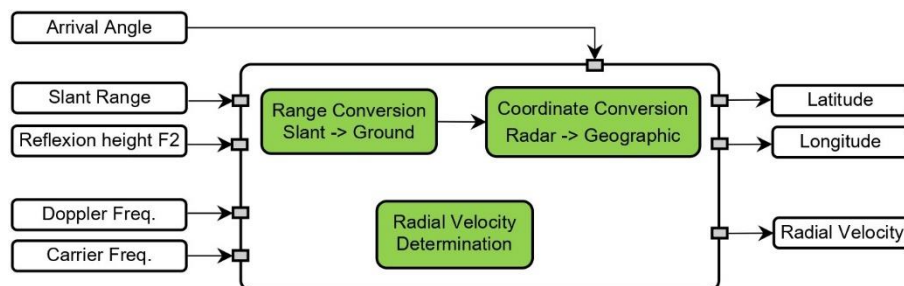 Arrival Angle
Slant Range
Reflexion height F2
Doppler Freq.
Carrier Freq.
Range Conversion
Slant -> Ground
Coordinate Conversion
Radar -> Geographic
Radial Velocity
Determination
Latitude
Longitude
Radial Velocity